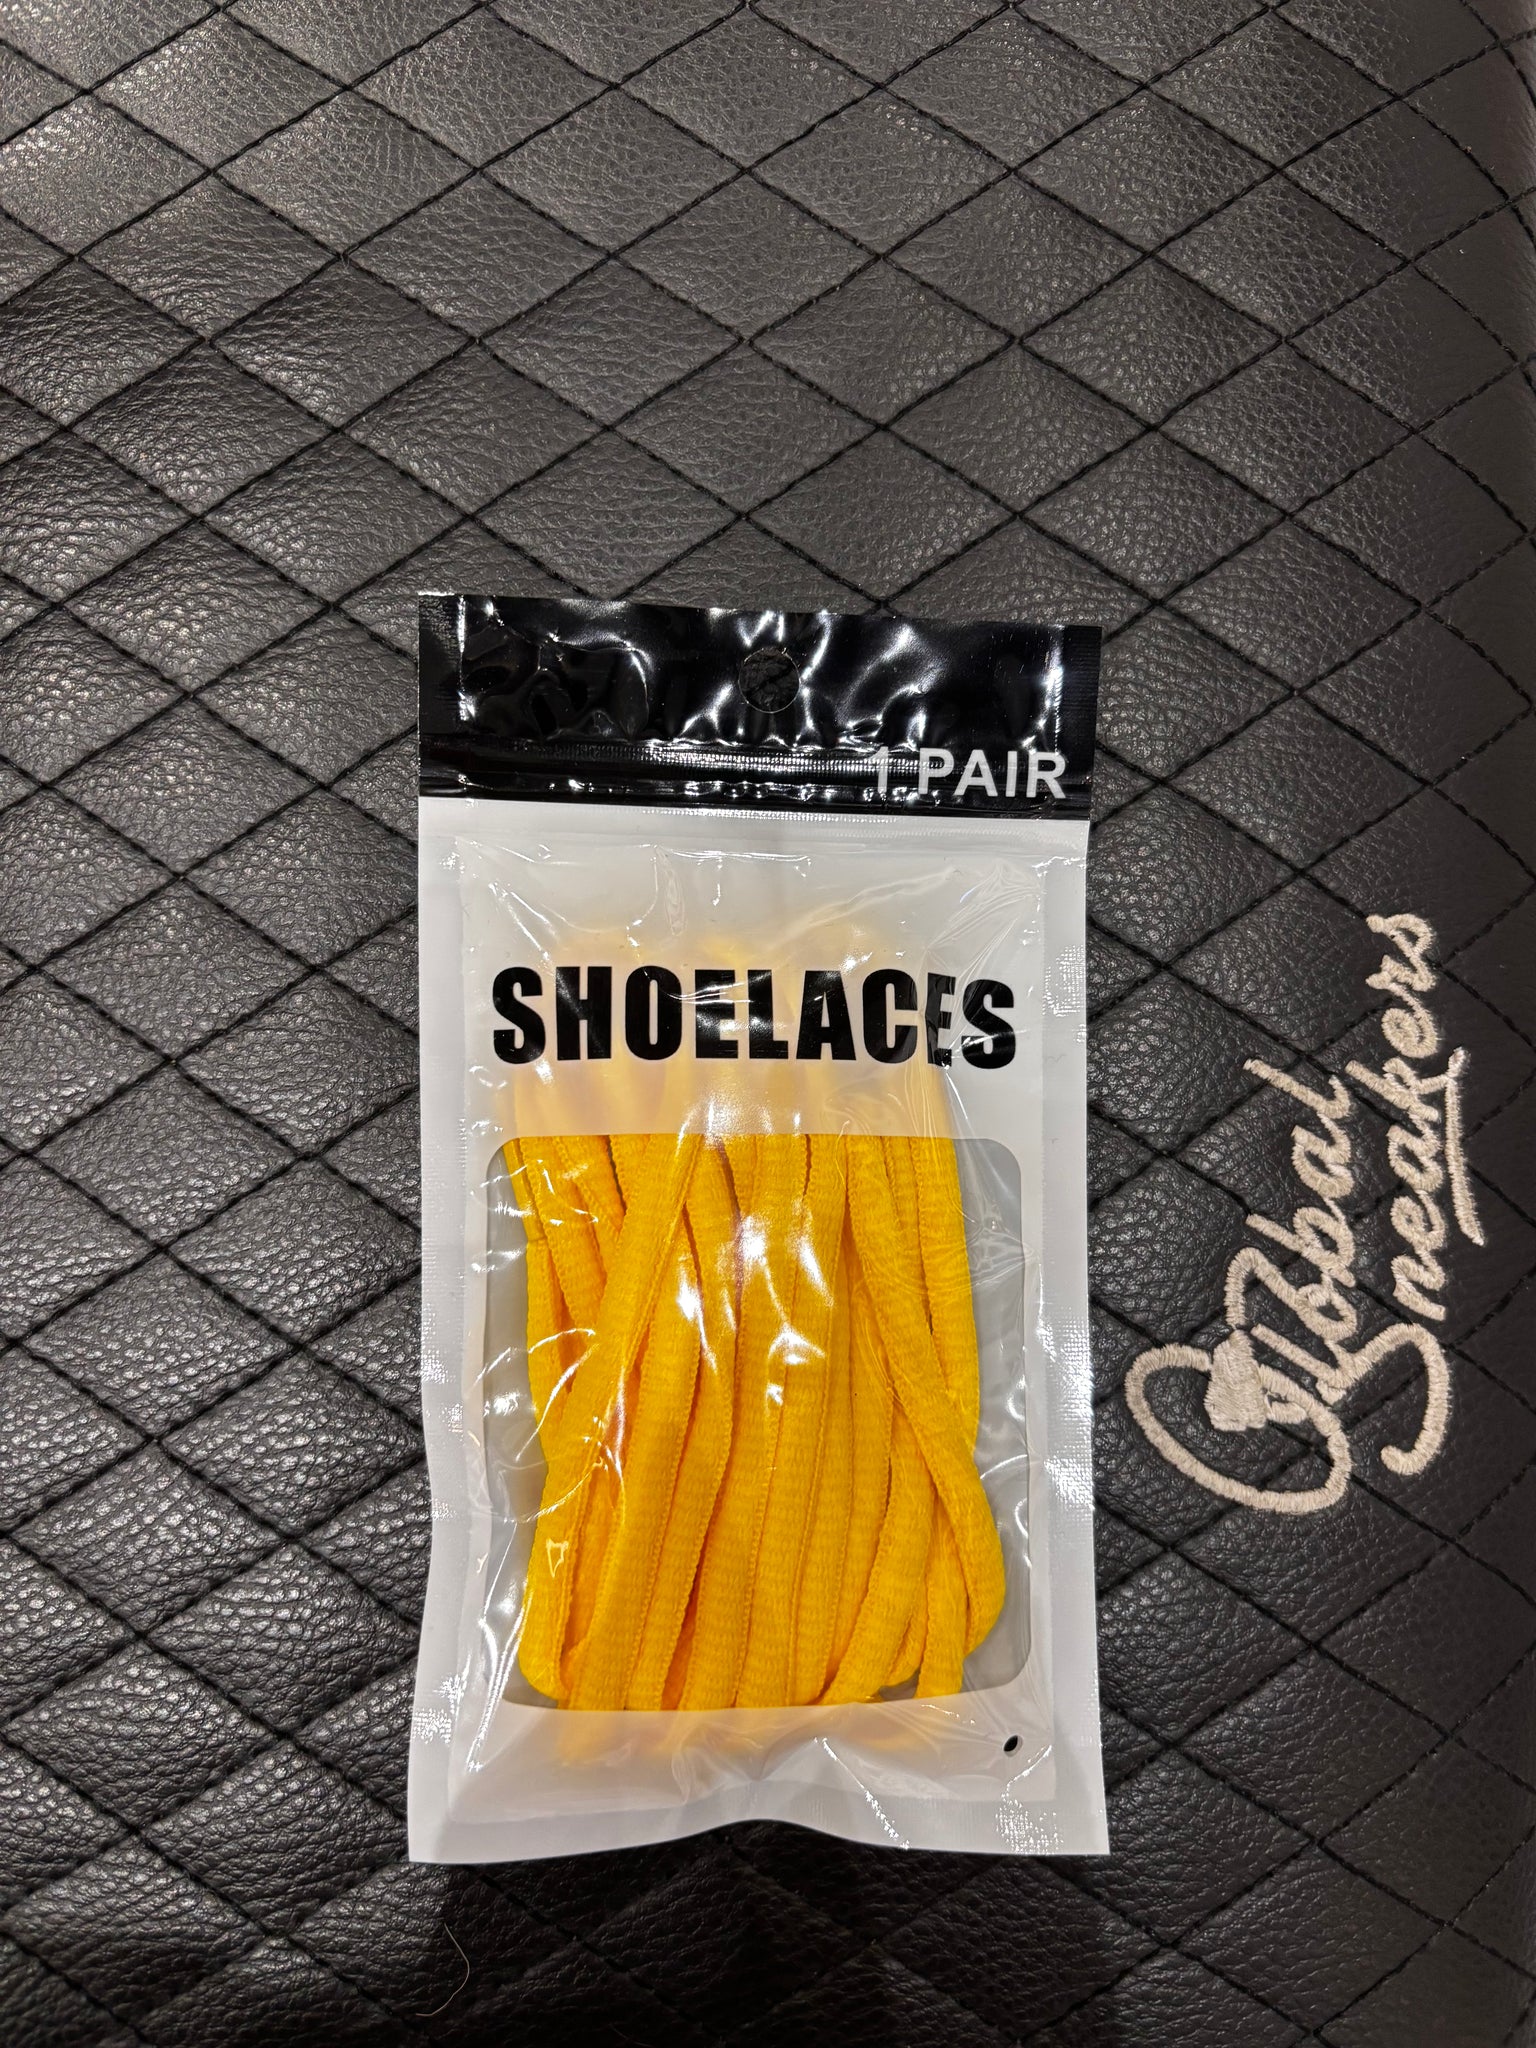 1 PAIR
SHOELACES
Global
Sneakers